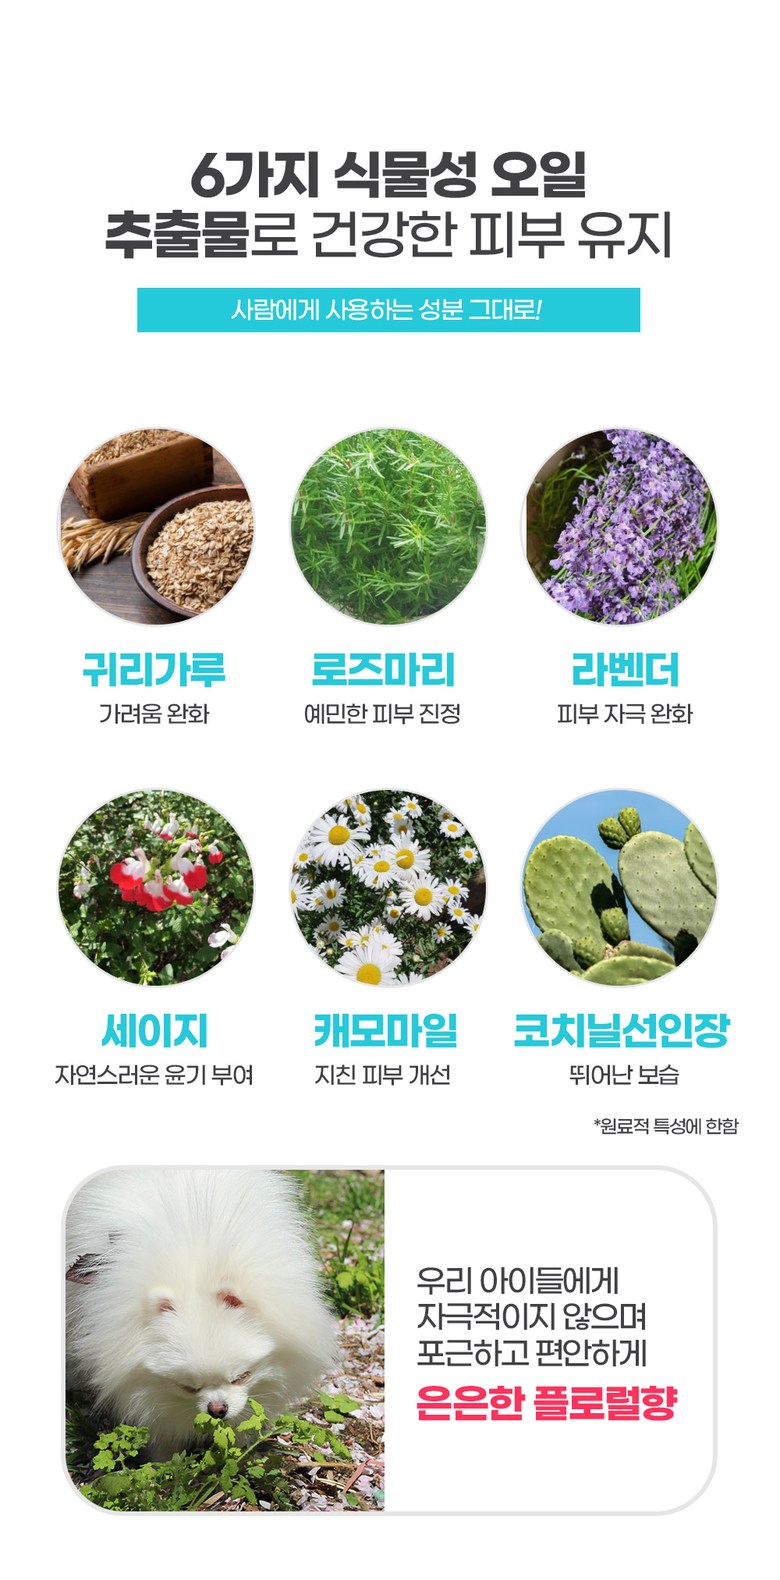 6가지 식물성 오일
추출물로 건강한 피부 유지
사람에게 사용하는 성분 그대로!
귀리가루
로즈마리
라벤더
가려움 완화
예민한 피부 진정
피부 자극 완화
세이지
캐모마일
코치닐선인장
자연스러운 윤기 부여
지친 피부 개선
뛰어난 보습
*원료적 특성에 한함
우리 아이들에게
자극적이지 않으며
포근하고 편안하게
은은한 플로럴향